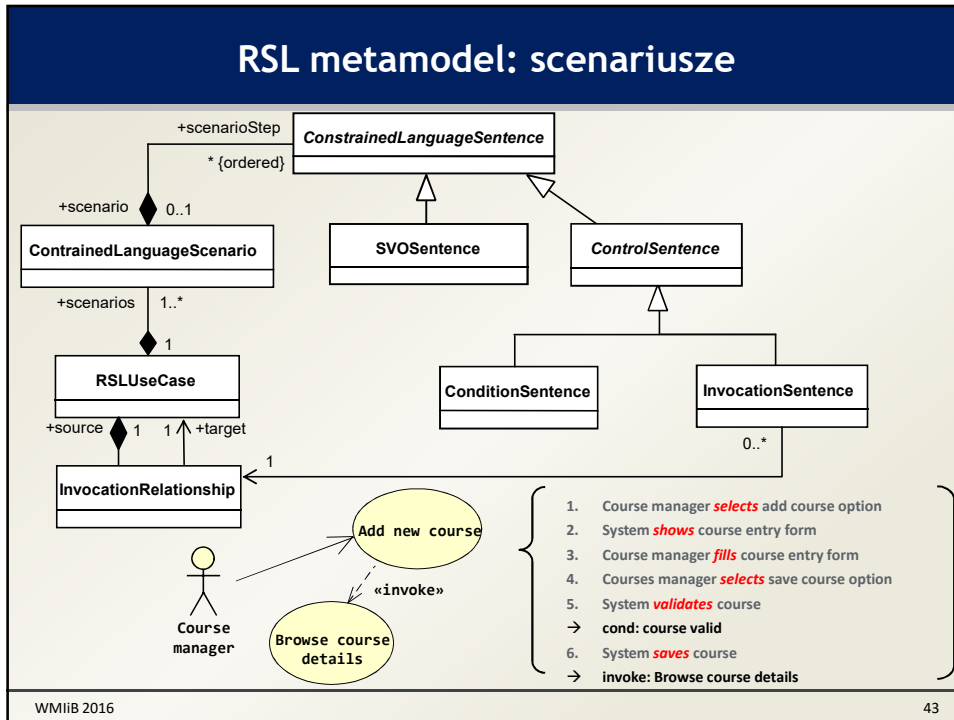 RSL metamodel: scenariusze
+scenarioStep
ConstrainedLanguageSentence
* {ordered}
+scenario
0..1
ContrainedLanguageScenario
SVOSentence
ControlSentence
+scenarios
1..*
1
RSLUseCase
ConditionSentence
InvocationSentence
+source
1
1
+target
0..*
1
InvocationRelationship
Add new course
«invoke»
Course
manager
Browse course
details
1. Course manager selects add course option
2. System shows course entry form
3. Course manager fills course entry form
4. Courses manager selects save course option
5. System validates course
→ cond: course valid
6. System saves course
→ invoke: Browse course details
WMIiB 2016
43